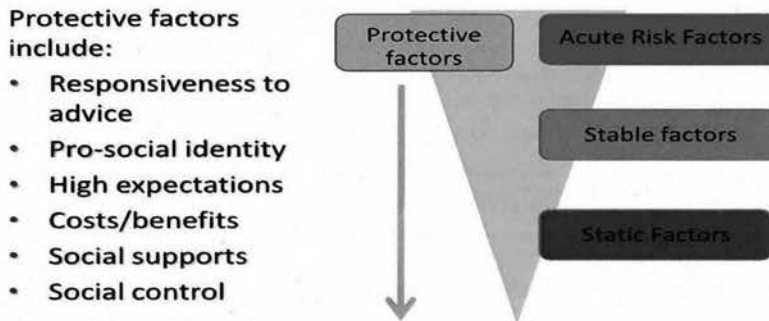 Protective factors
include:
• Responsiveness to
advice
• Pro-social identity
• High expectations
• Costs/benefits
• Social supports
• Social control
Protective
factors
Acute Risk Factors
Stable factors
Static Factors